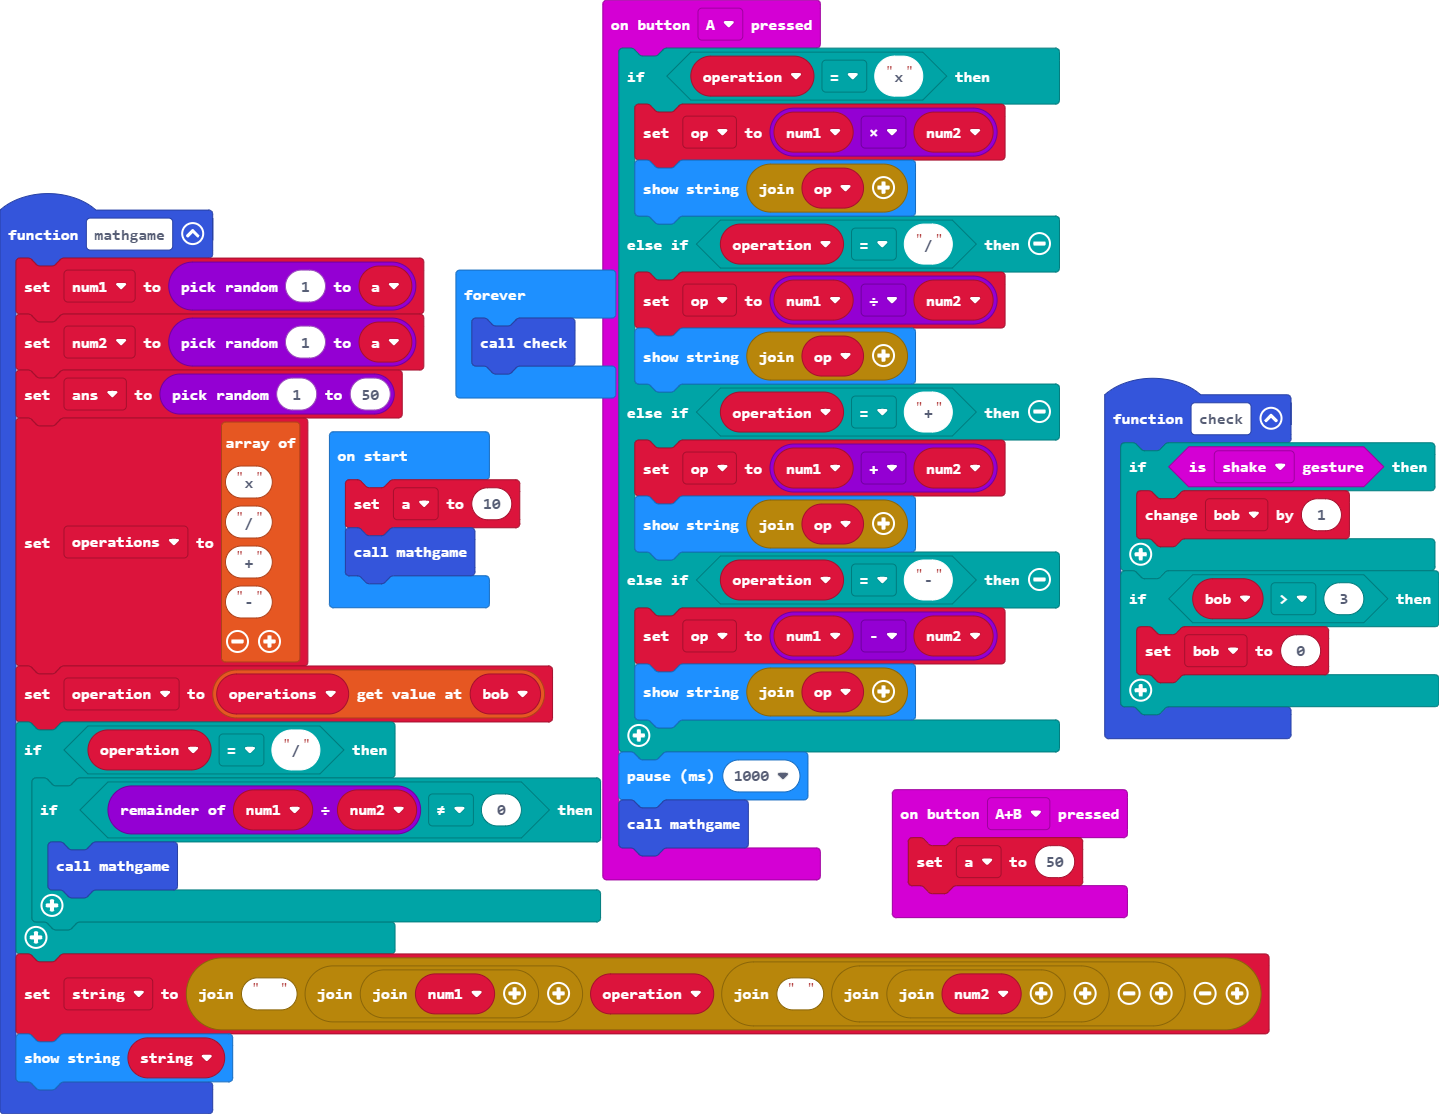 function mathgame
set num1 to pick random 1 to a
set num2 to pick random 1 to a
set ans to pick random 1 to 50
set operations to array of
"x"
"/"
"+"
"-"
set operation to operations get value at bob
if operation = "/" then
if remainder of num1 ÷ num2 ≠ 0 then
call mathgame
set string to join " " join join num1 operation join " " join join num2
show string string
forever
call check
on start
set a to 10
call mathgame
on button A pressed
if operation = "x" then
set op to num1 × num2
show string join op
else if operation = "/" then
set op to num1 ÷ num2
show string join op
else if operation = "+" then
set op to num1 + num2
show string join op
else if operation = "-" then
set op to num1 - num2
show string join op
pause (ms) 1000
call mathgame
function check
if is shake gesture then
change bob by 1
if bob > 3 then
set bob to 0
on button A+B pressed
set a to 50